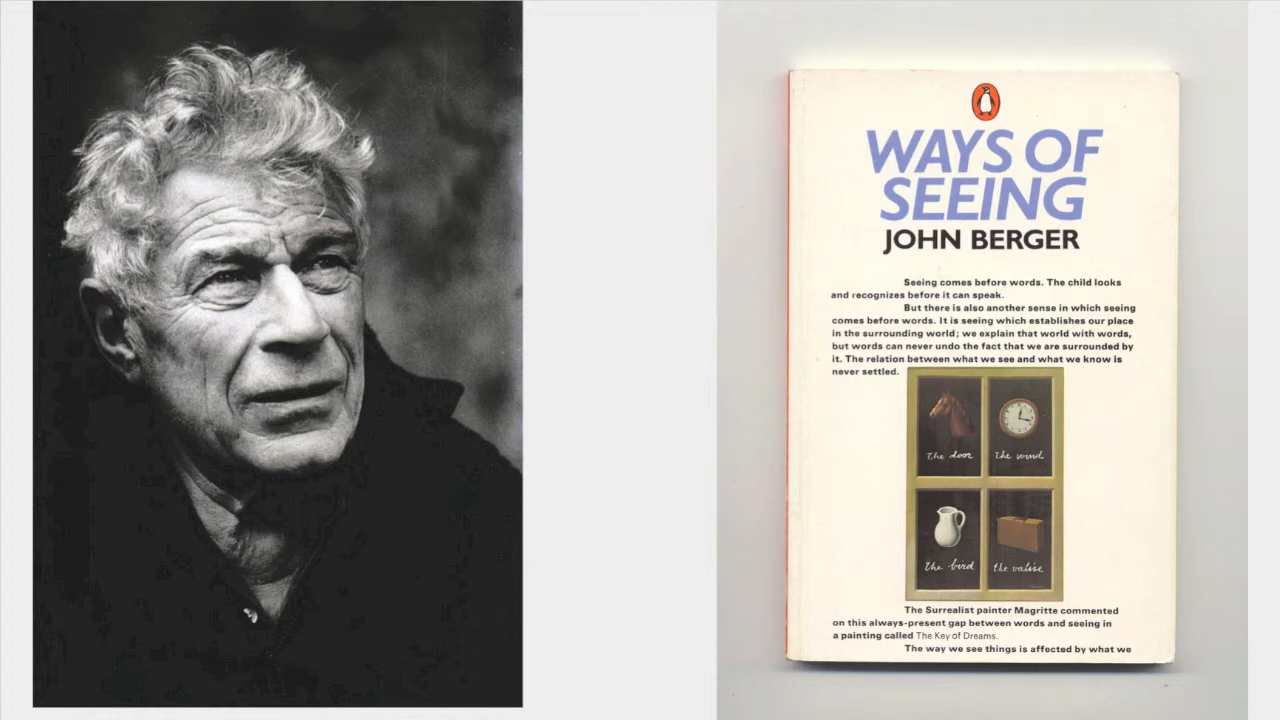 WAYS OF
SEEING
JOHN BERGER
Seeing comes before words. The child looks
and recognizes before it can speak.
But there is also another sense in which seeing
comes before words. It is seeing which establishes our place
in the surrounding world; we explain that world with words,
but words can never undo the fact that we are surrounded by
it. The relation between what we see and what we know is
never settled.
The door
The wind
The bird
the valise
The Surrealist painter Magritte commented
on this always-present gap between words and seeing in
a painting called The Key of Dreams.
The way we see things is affected by what we